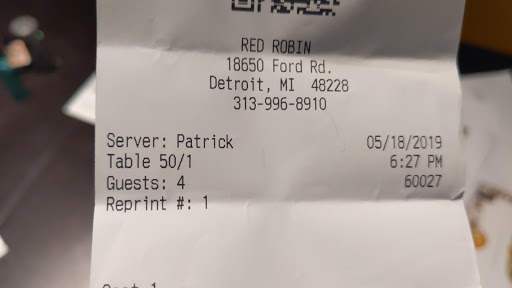 RED ROBIN
18650 Ford Rd.
Detroit, MI 48228
313-996-8910
Server: Patrick 05/18/2019
Table 50/1 6:27 PM
Guests: 4 60027
Reprint #: 1